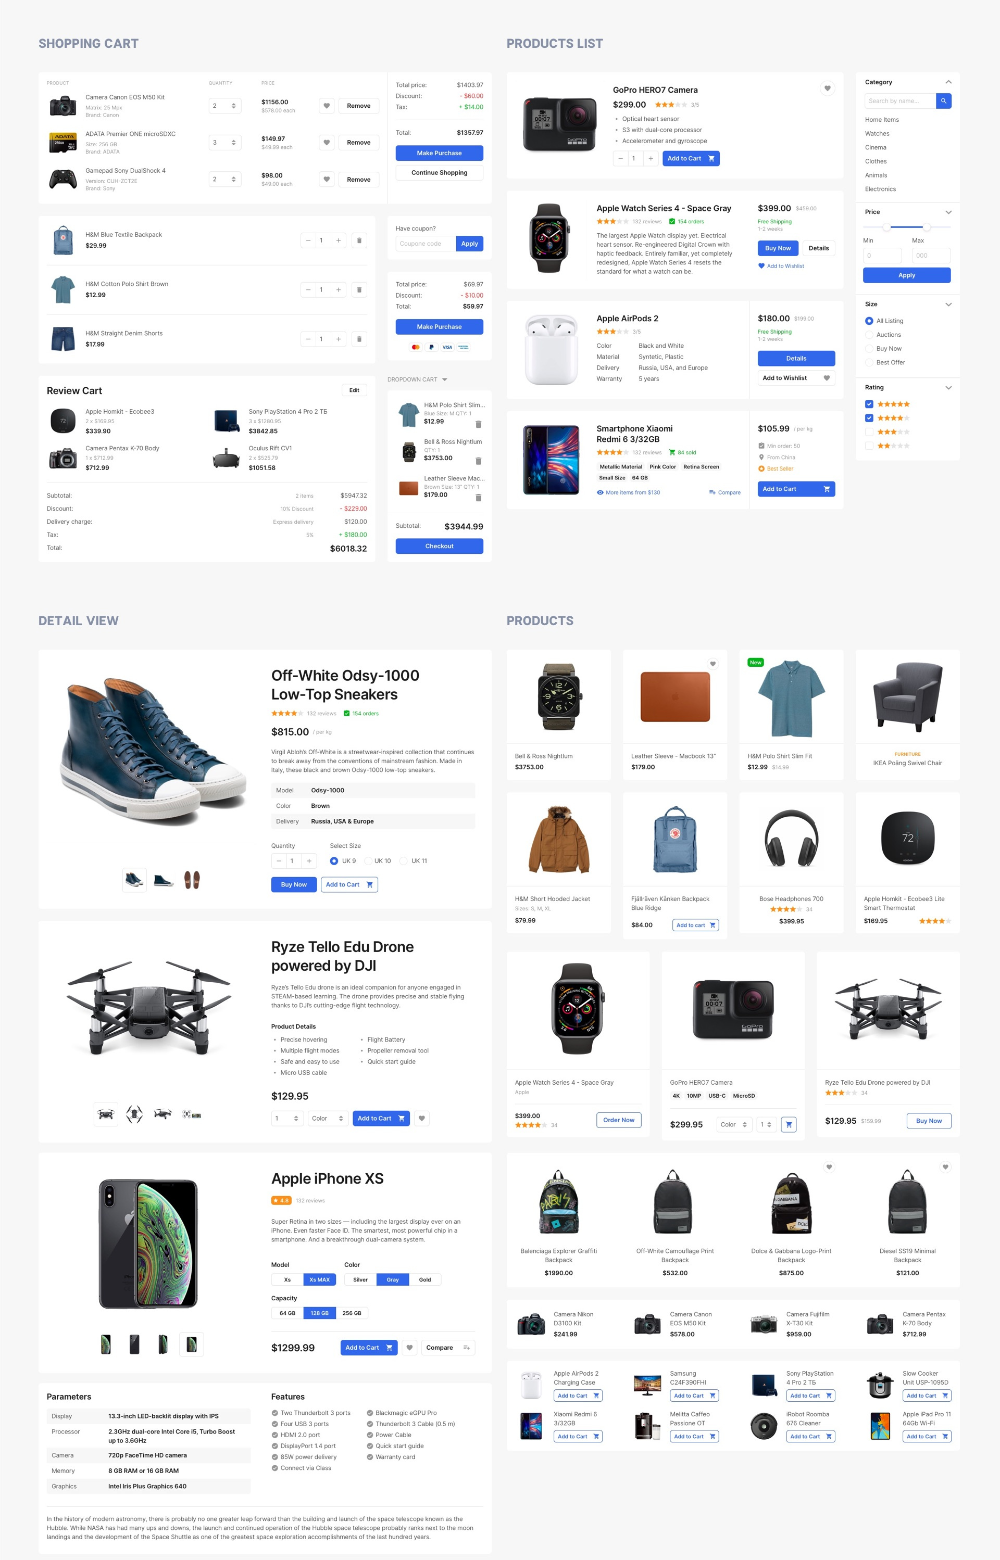 SHOPPING CART
PRODUCT QUANTITY PRICE
Camera Canon EOS M50 Kit
Matrix: 25 Max
Brand: Canon
2
$1156.00
$578.00 each
Remove
ADATA Premier ONE microSDXC
Size: 256 GB
Brand: ADATA
3
$149.97
$49.99 each
Remove
Gamepad Sony DualShock 4
Version: CUH-ZCT2E
Brand: Sony
2
$98.00
$49.00 each
Remove
Total price: $1403.97
Discount: - $60.00
Tax: + $14.00
Total: $1357.97
Make Purchase
Continue Shopping
H&M Blue Textile Backpack
$29.99
− 1 +
H&M Cotton Polo Shirt Brown
$12.99
− 1 +
H&M Straight Denim Shorts
$17.99
− 1 +
Have coupon?
Coupon code Apply
Total price: $69.97
Discount: - $10.00
Total: $59.97
Make Purchase
VISA
Review Cart Edit
Apple Homkit - Ecobee3
2 x $169.95
$339.90
Sony PlayStation 4 Pro 2 ТБ
3 x $1280.95
$3842.85
Camera Pentax K-70 Body
1 x $712.99
$712.99
Oculus Rift CV1
2 x $525.79
$1051.58
Subtotal: 2 items $5947.32
Discount: 10% Discount - $229.00
Delivery charge: Express delivery $120.00
Tax: 5% + $180.00
Total: $6018.32
DROPDOWN CART
H&M Polo Shirt Slim...
Blue Size: M QTY: 1
$12.99
Bell & Ross Nightlum
QTY: 1
$3753.00
Leather Sleeve Mac...
Brown Size: 13" QTY: 1
$179.00
Subtotal: $3944.99
Checkout
PRODUCTS LIST
GoPro HERO7 Camera
$299.00 3/5
• Optical heart sensor
• S3 with dual-core processor
• Accelerometer and gyroscope
− 1 + Add to Cart
Apple Watch Series 4 - Space Gray
132 reviews 154 orders
The largest Apple Watch display yet. Electrical
heart sensor. Re-engineered Digital Crown with
haptic feedback. Entirely familiar, yet completely
redesigned, Apple Watch Series 4 resets the
standard for what a watch can be
$399.00 $419.00
Free Shipping
1-2 weeks
Buy Now Details
Add to Wishlist
Apple AirPods 2
3/5
Color Black and White
Material Syntetic, Plastic
Delivery Russia, USA, and Europe
Warranty 5 years
$180.00 $199.00
Free Shipping
1-2 weeks
Details
Add to Wishlist
Smartphone Xiaomi
Redmi 6 3/32GB
132 reviews 84 sold
Metallic Material Pink Color Retina Screen
Small Size 64 GB
More items from $130 Compare
$105.99 / per kg
Min order: 50
From China
Best Seller
Add to Cart
Category
Search by name...
Home Items
Watches
Cinema
Clothes
Animals
Electronics
Price
Min Max
0 000
Apply
Size
All Listing
Auctions
Buy Now
Best Offer
Rating
DETAIL VIEW
Off-White Odsy-1000
Low-Top Sneakers
132 reviews 154 orders
$815.00 / per kg
Virgil Abloh's Off-White is a streetwear-inspired collection that continues
to break away from the conventions of mainstream fashion. Made in
Italy, these black and brown Odsy-1000 low-top sneakers.
Model Odsy-1000
Color Brown
Delivery Russia, USA & Europe
Quantity Select Size
− 1 + UK 9 UK 10 UK 11
Buy Now Add to Cart
Ryze Tello Edu Drone
powered by DJI
Ryze's Tello Edu drone is an ideal companion for anyone engaged in
STEAM-based learning. The drone provides precise and stable flying
thanks to DJI's cutting-edge flight technology.
Product Details
• Precise hovering • Flight Battery
• Multiple flight modes • Propeller removal tool
• Safe and easy to use • Quick start guide
• Micro USB cable
$129.95
1 Color Add to Cart
Apple iPhone XS
4.8 132 reviews
Super Retina in two sizes — including the largest display ever on an
iPhone. Even faster Face ID. The smartest, most powerful chip in a
smartphone. And a breakthrough dual-camera system.
Model Color
Xs Xs MAX Silver Gray Gold
Capacity
64 GB 128 GB 256 GB
$1299.99 Add to Cart Compare
Parameters
Display 13.3-inch LED-backlit display with IPS
Processor 2.3GHz dual-core Intel Core i5, Turbo Boost
up to 3.6GHz
Camera 720p FaceTime HD camera
Memory 8 GB RAM or 16 GB RAM
Graphics Intel Iris Plus Graphics 640
Features
Two Thunderbolt 3 ports Blackmagic eGPU Pro
Four USB 3 ports Thunderbolt 3 Cable (0.5 m)
HDMI 2.0 port Power Cable
DisplayPort 1.4 port Quick start guide
85W power delivery Warranty card
Connect via Class
In the history of modern astronomy, there is probably no one greater leap forward than the building and launch of the space telescope known as the
Hubble. While NASA has had many ups and downs, the launch and continued operation of the Hubble space telescope probably ranks next to the moon
landings and the development of the Space Shuttle as one of the greatest space exploration accomplishments of the last hundred years.
PRODUCTS
Bell & Ross Nightlum
$3753.00
Leather Sleeve - Macbook 13"
$179.00
New
H&M Polo Shirt Slim Fit
$12.99 $14.99
FURNITURE
IKEA Poling Swivel Chair
H&M Short Hooded Jacket
Sizes: S, M, XL
$79.99
Fjällräven Kånken Backpack
Blue Ridge
$84.00 Add to cart
Bose Headphones 700
34
$399.95
72
Apple Homkit - Ecobee3 Lite
Smart Thermostat
$169.95
Apple Watch Series 4 - Space Gray
Apple
$399.00
34
Order Now
GoPro HERO7 Camera
4K 10MP USB-C MicroSD
$299.95 Color 1
Ryze Tello Edu Drone powered by DJI
34
$129.95 $159.99 Buy Now
Balenciaga Explorer Graffiti
Backpack
$1990.00
Off-White Camouflage Print
Backpack
$532.00
Dolce & Gabbana Logo-Print
Backpack
$875.00
Diesel SS19 Minimal
Backpack
$121.00
Camera Nikon
D3100 Kit
$241.99
Camera Canon
EOS M50 Kit
$578.00
Camera Fujifilm
X-T30 Kit
$959.00
Camera Pentax
K-70 Body
$712.99
Apple AirPods 2
Charging Case
Add to Cart
Samsung
C24F390FHI
Add to Cart
Sony PlayStation
4 Pro 2 ТБ
Add to Cart
Slow Cooker
Unit USP-1095D
Add to Cart
Xiaomi Redmi 6
3/32GB
Add to Cart
Melitta Caffeo
Passione OT
Add to Cart
iRobot Roomba
676 Cleaner
Add to Cart
Apple iPad Pro 11
64Gb Wi-Fi
Add to Cart